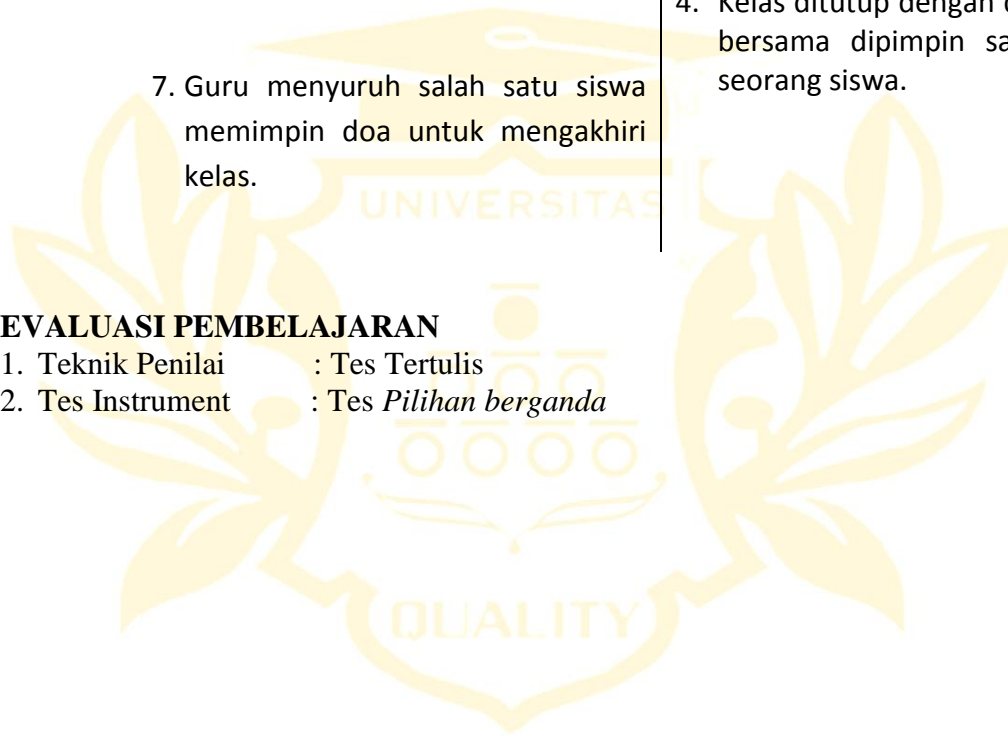 7. Guru menyuruh salah satu siswa
memimpin doa untuk mengakhiri
kelas.
4. Kelas ditutup dengan
bersama dipimpin
seorang siswa.
UNIVERSITAS
EVALUASI PEMBELAJARAN
1. Teknik Penilai : Tes Tertulis
2. Tes Instrument : Tes Pilihan berganda
QUALITY